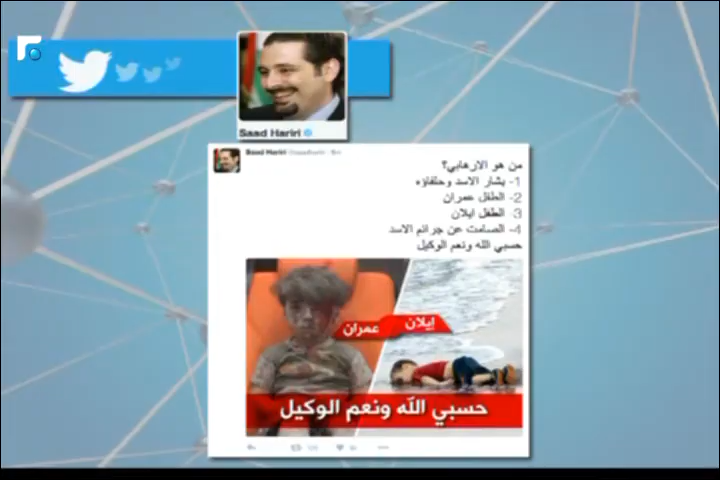 Saad Hariri
Saad Hariri
من هو الارهابي؟
1- بشار الاسد وحلفاؤه
2- الطفل عمران
3- الطفل ايلان
4- الصامت عن جرائم الاسد
حسبي الله ونعم الوكيل
إيلان
عمران
حسبي الله ونعم الوكيل